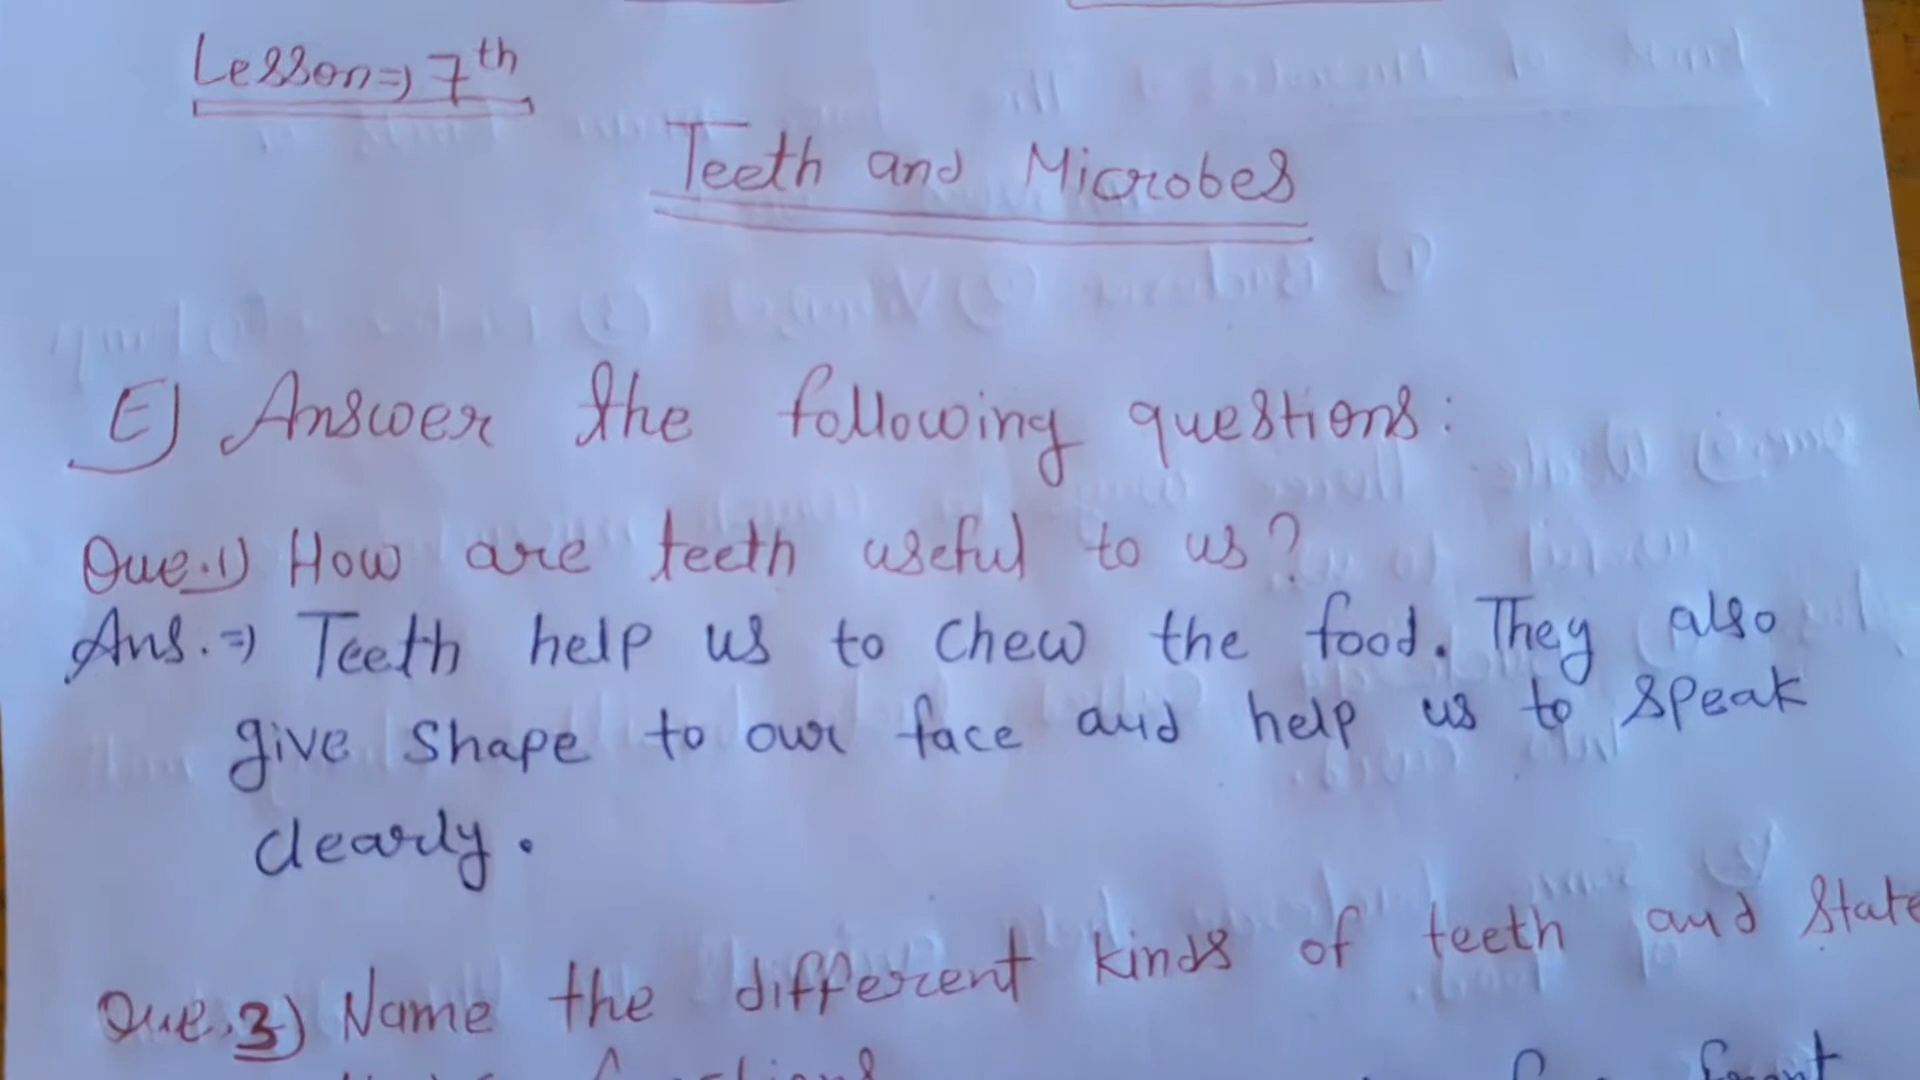 Lesson⇒ 7th
Teeth and Microbes
E) Answer the following questions:
Que.1) How are teeth useful to us?
Ans.⇒ Teeth help us to chew the food. They also
give shape to our face and help us to speak
clearly.
Que.3) Name the different kinds of teeth and state